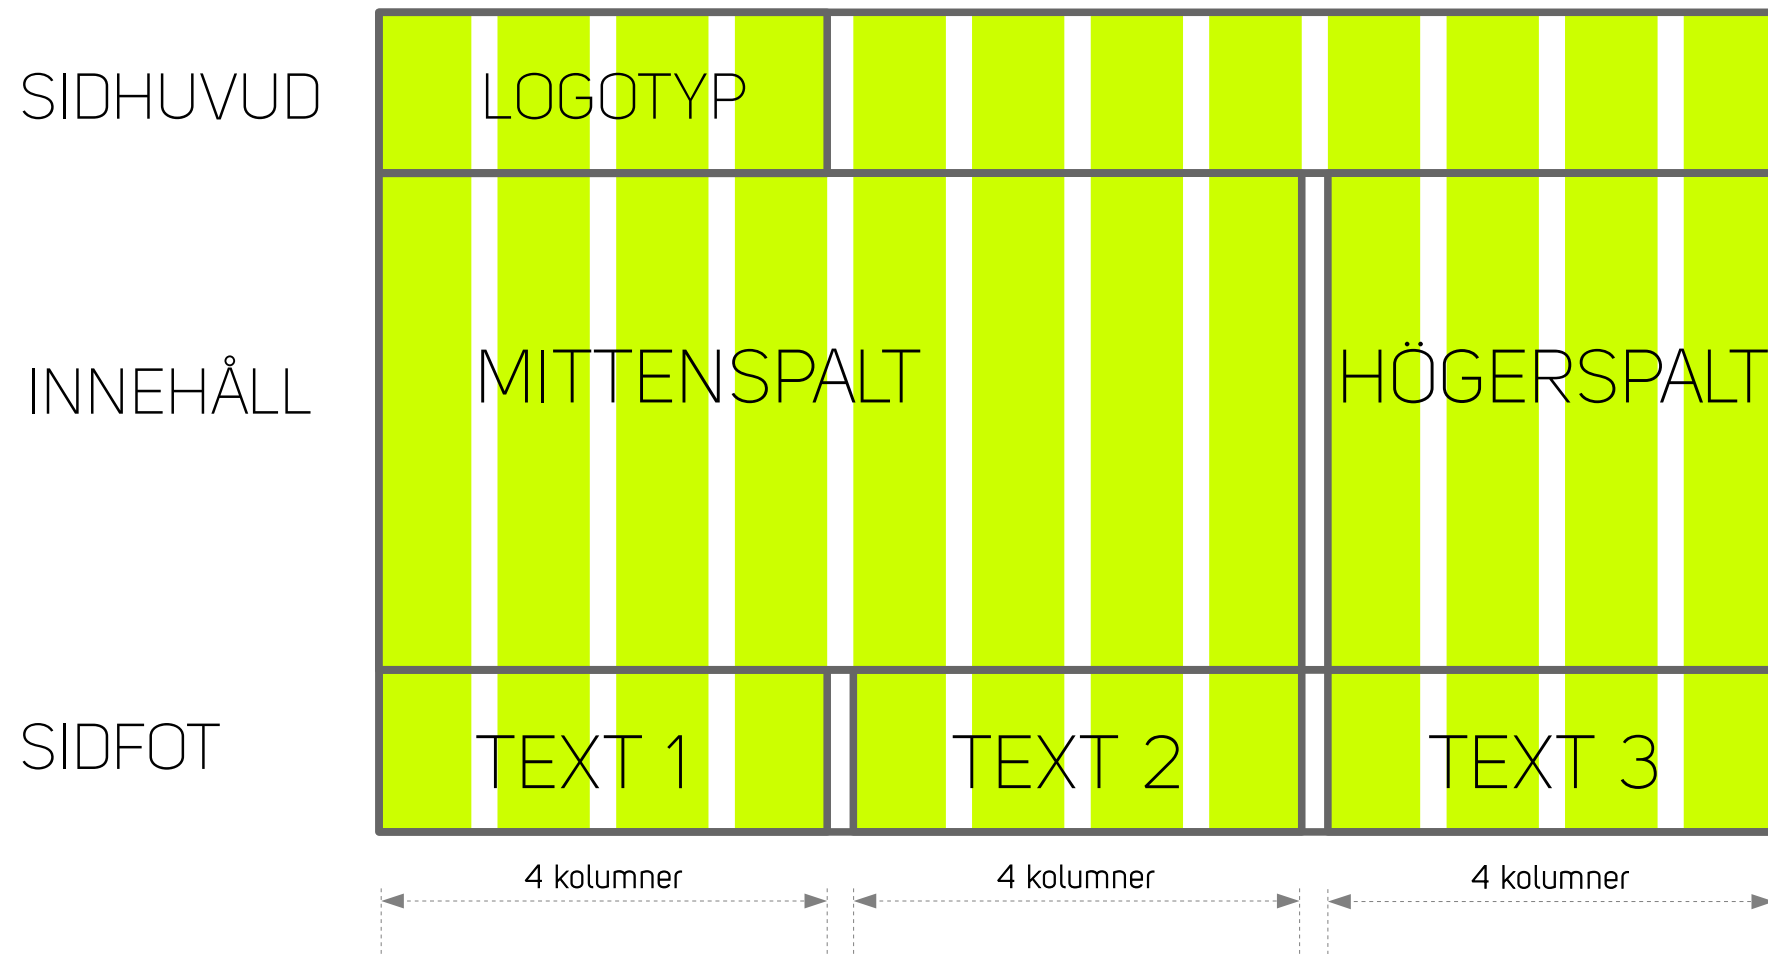 SIDHUVUD
LOGOTYP
INNEHÅLL
MITTENSPALT
HÖGERSPALT
SIDFOT
TEXT 1
TEXT 2
TEXT 3
4 kolumner
4 kolumner
4 kolumner